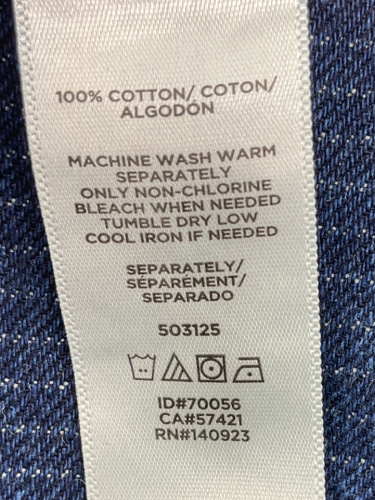 100% COTTON/ COTON/
ALGODÓN
MACHINE WASH WARM
SEPARATELY
ONLY NON-CHLORINE
BLEACH WHEN NEEDED
TUMBLE DRY LOW
COOL IRON IF NEEDED
SEPARATELY/
SÉPARÉMENT/
SEPARADO
503125
ID#70056
CA#57421
RN#140923